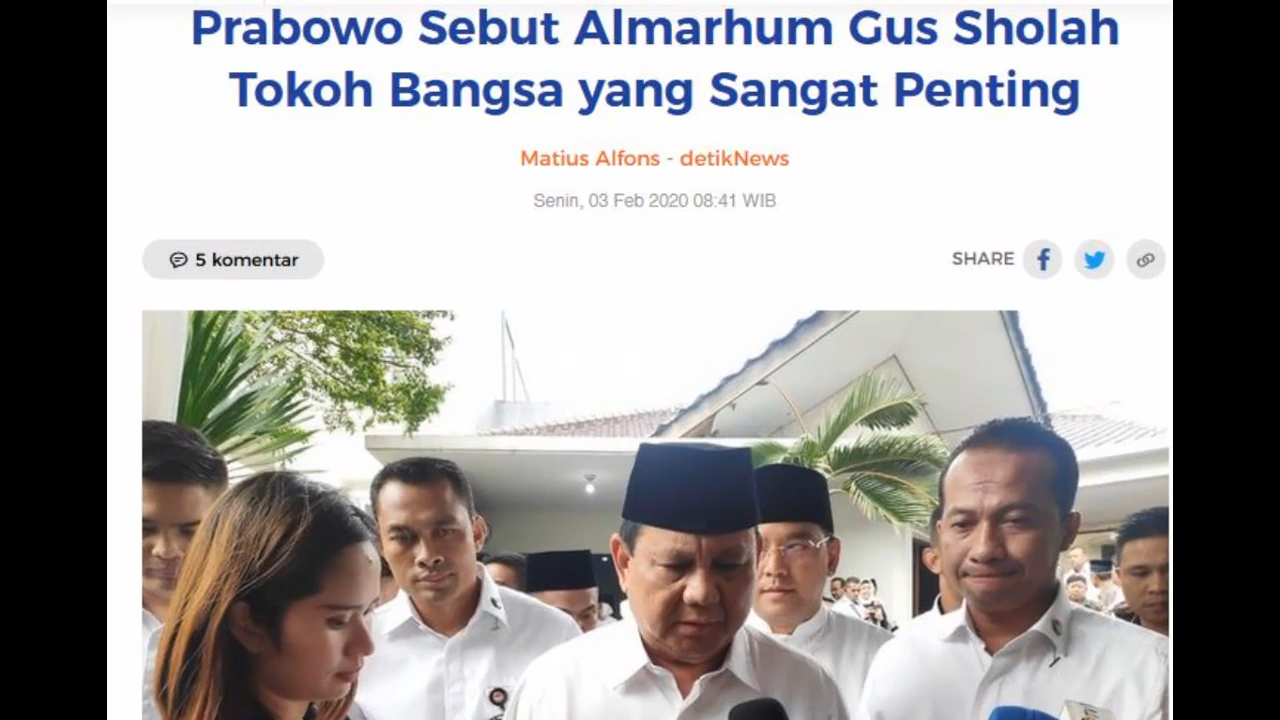 Prabowo Sebut Almarhum Gus Sholah
Tokoh Bangsa yang Sangat Penting
Matius Alfons - detikNews
Senin, 03 Feb 2020 08:41 WIB
5 komentar
SHARE